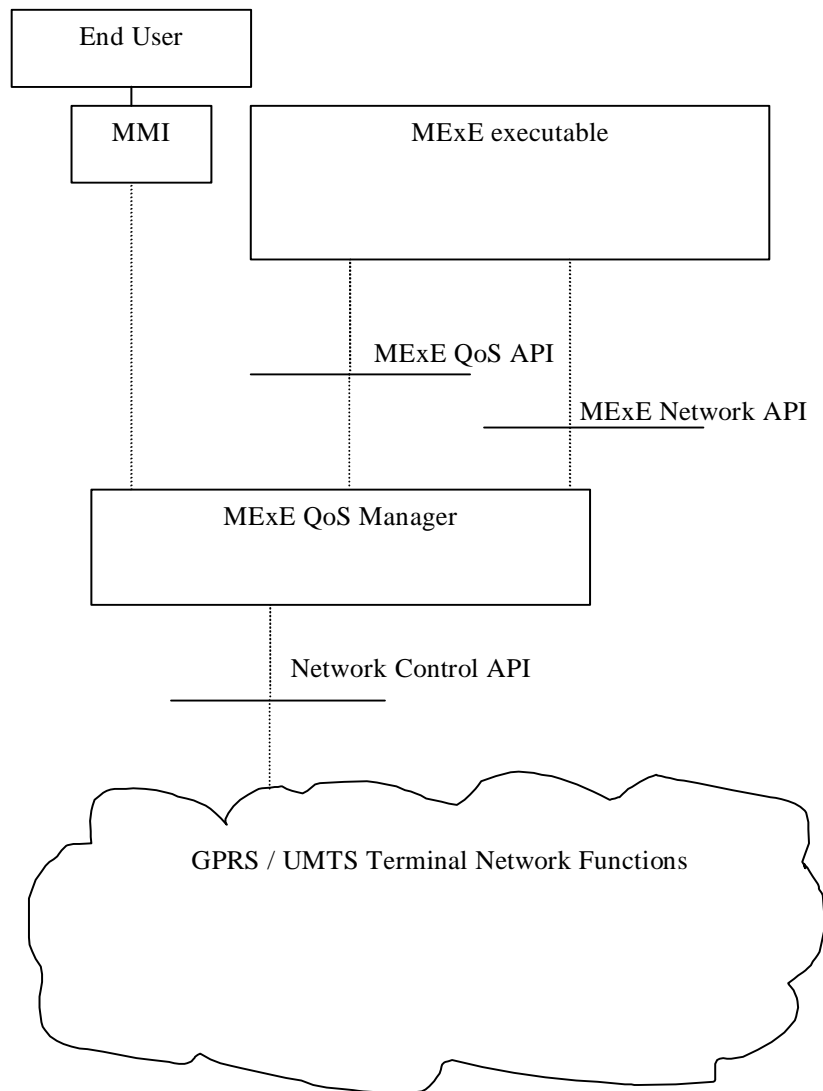 End User
MMI
MExE executable
MExE QoS API
MExE Network API
MExE QoS Manager
Network Control API
GPRS / UMTS Terminal Network Functions